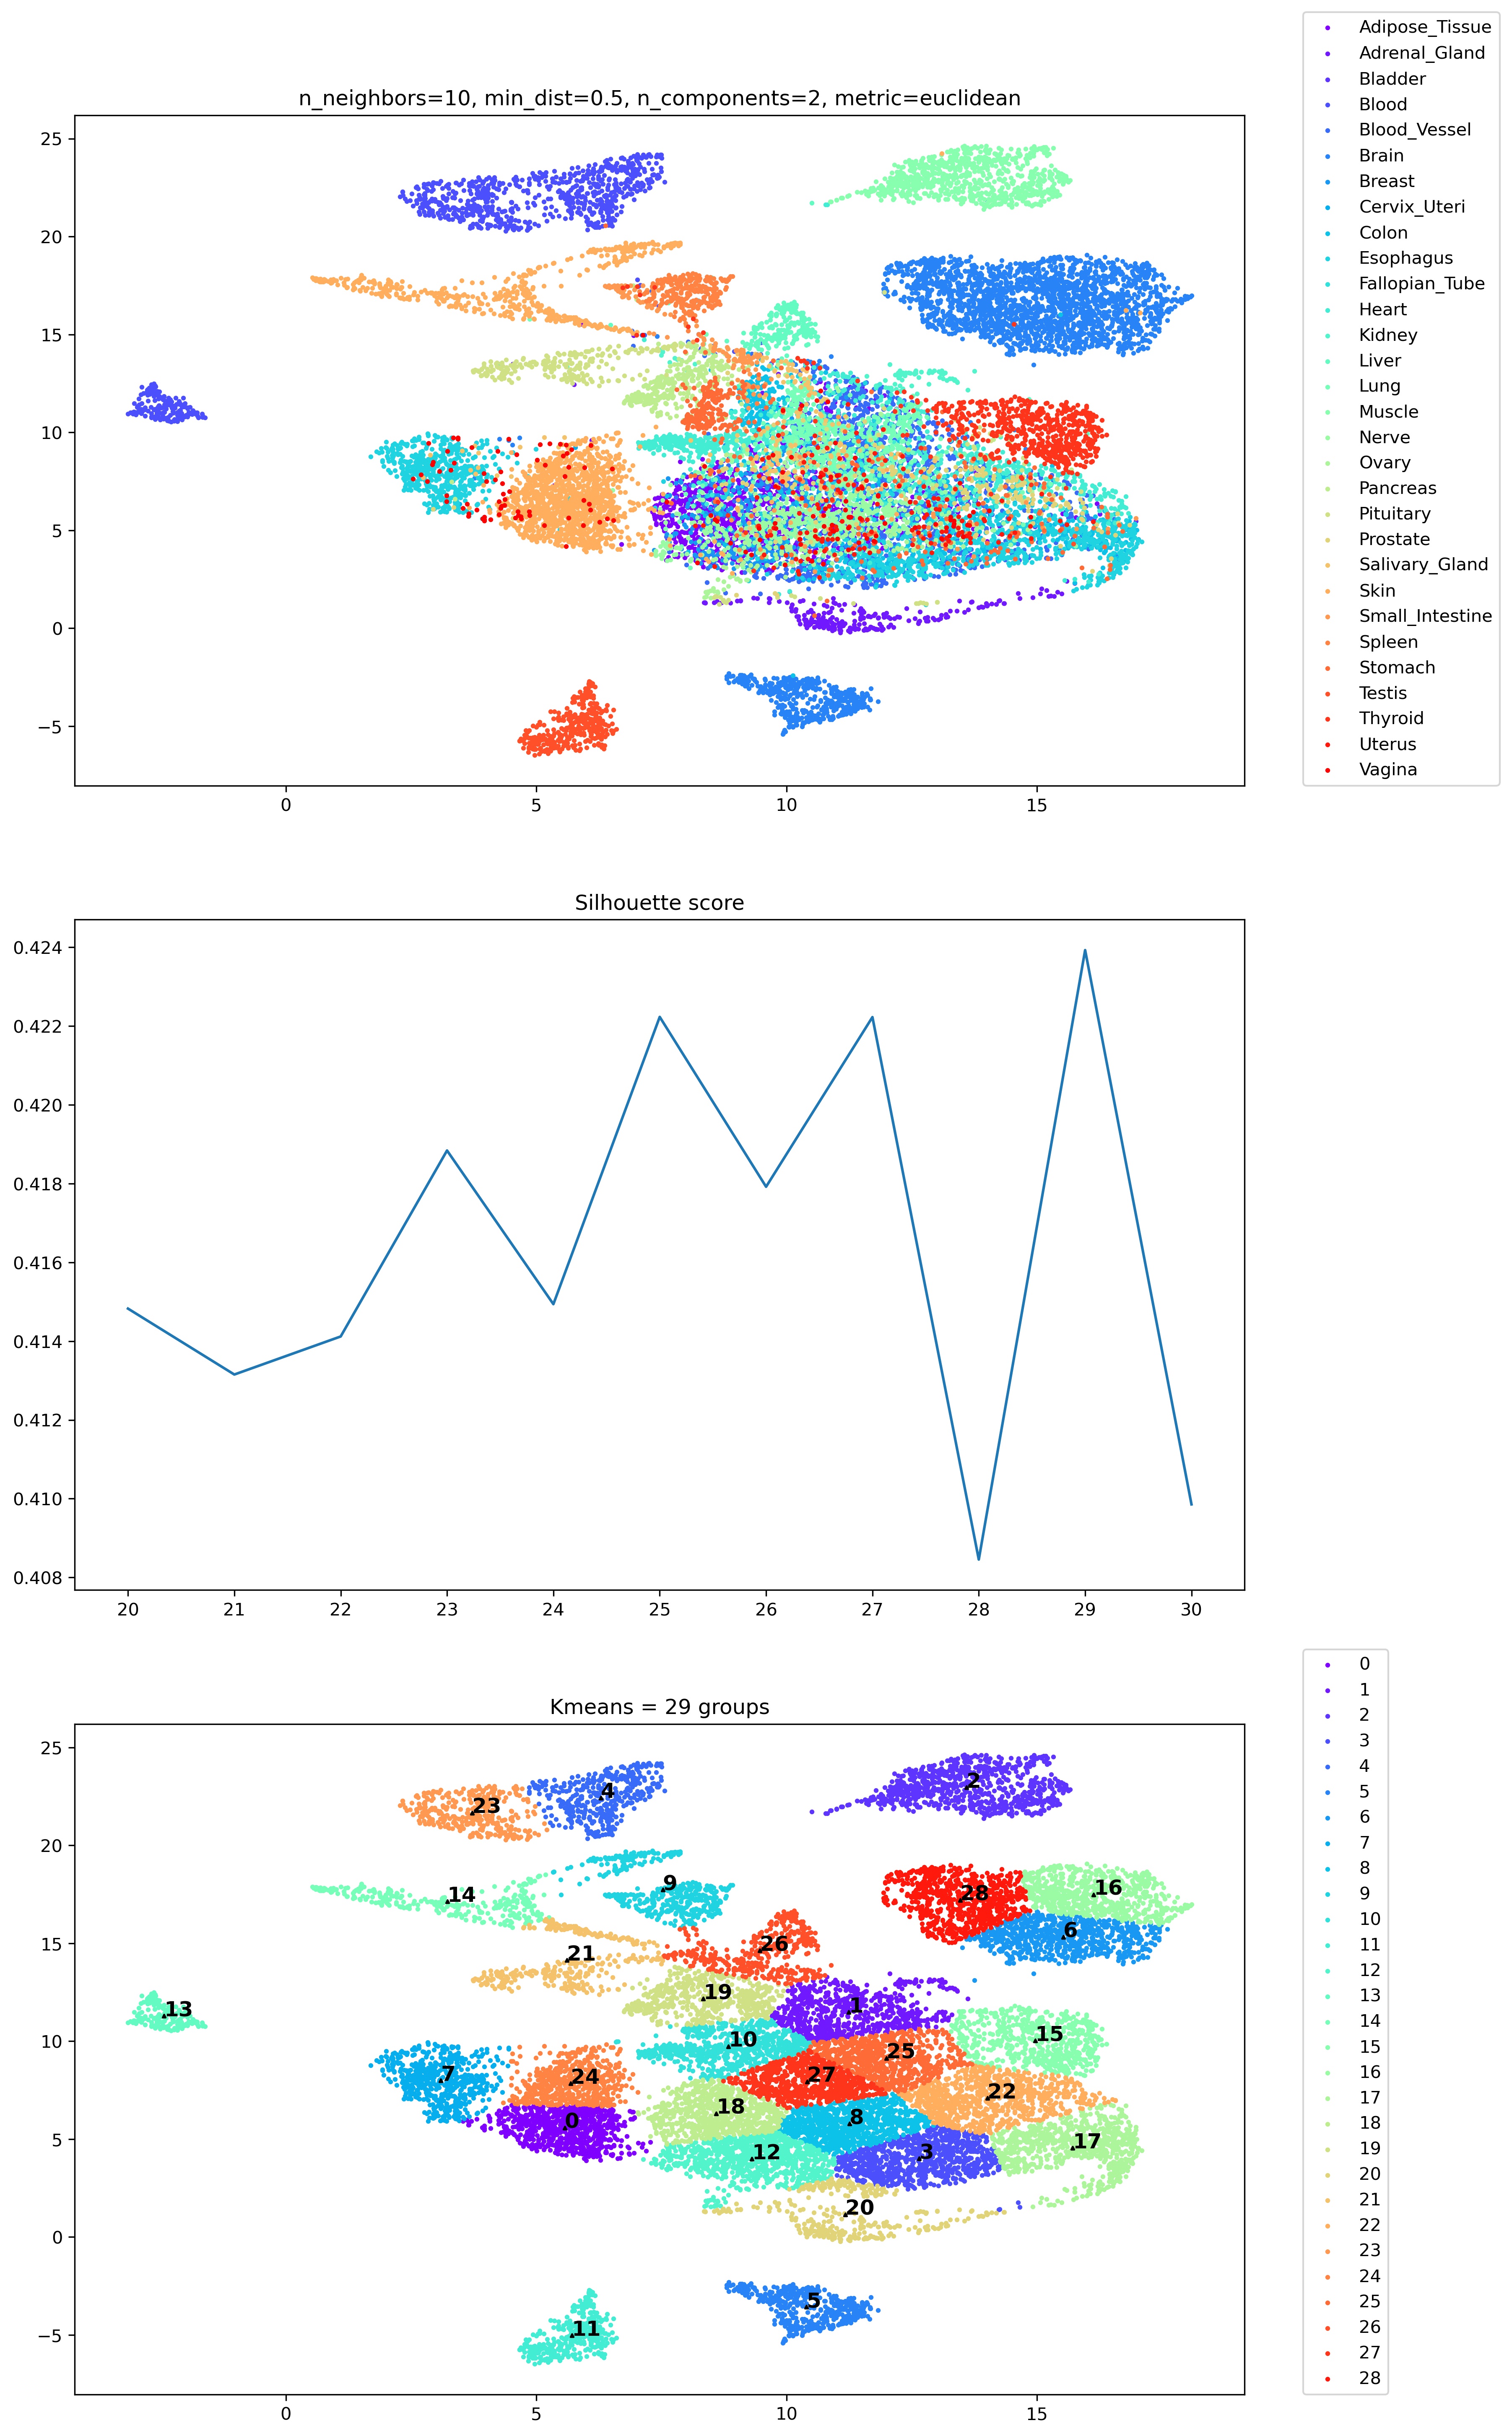 n_neighbors=10, min_dist=0.5, n_components=2, metric=euclidean
25
20
15
10
5
0
−5
0 5 10 15
Adipose_Tissue
Adrenal_Gland
Bladder
Blood
Blood_Vessel
Brain
Breast
Cervix_Uteri
Colon
Esophagus
Fallopian_Tube
Heart
Kidney
Liver
Lung
Muscle
Nerve
Ovary
Pancreas
Pituitary
Prostate
Salivary_Gland
Skin
Small_Intestine
Spleen
Stomach
Testis
Thyroid
Uterus
Vagina
Silhouette score
0.424
0.422
0.420
0.418
0.416
0.414
0.412
0.410
0.408
20 21 22 23 24 25 26 27 28 29 30
Kmeans = 29 groups
25
20
15
10
5
0
−5
0 5 10 15
2
4
23
9
14
28
16
6
26
21
19
1
13
15
10
25
7
24
27
22
18
0
8
17
12
3
20
5
11
0
1
2
3
4
5
6
7
8
9
10
11
12
13
14
15
16
17
18
19
20
21
22
23
24
25
26
27
28